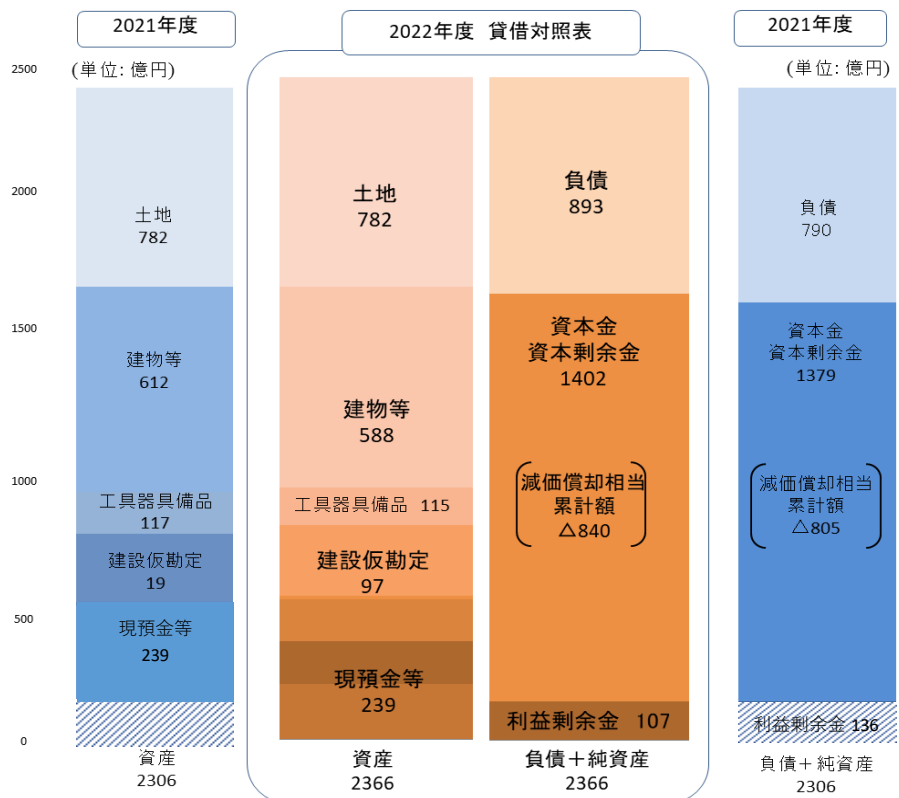 2021年度
2022年度 貸借対照表
2021年度
(単位: 億円)
(単位: 億円)
2500
2000
1500
1000
500
0
土地
782
建物等
612
工具器具備品
117
建設仮勘定
19
現預金等
239
資産
2306
土地
782
建物等
588
工具器具備品 115
建設仮勘定
97
現預金等
239
資産
2366
負債
893
資本金
資本剰余金
1402
減価償却相当
累計額
△840
利益剰余金 107
負債＋純資産
2366
負債
790
資本金
資本剰余金
1379
減価償却相当
累計額
△805
利益剰余金 136
負債＋純資産
2306